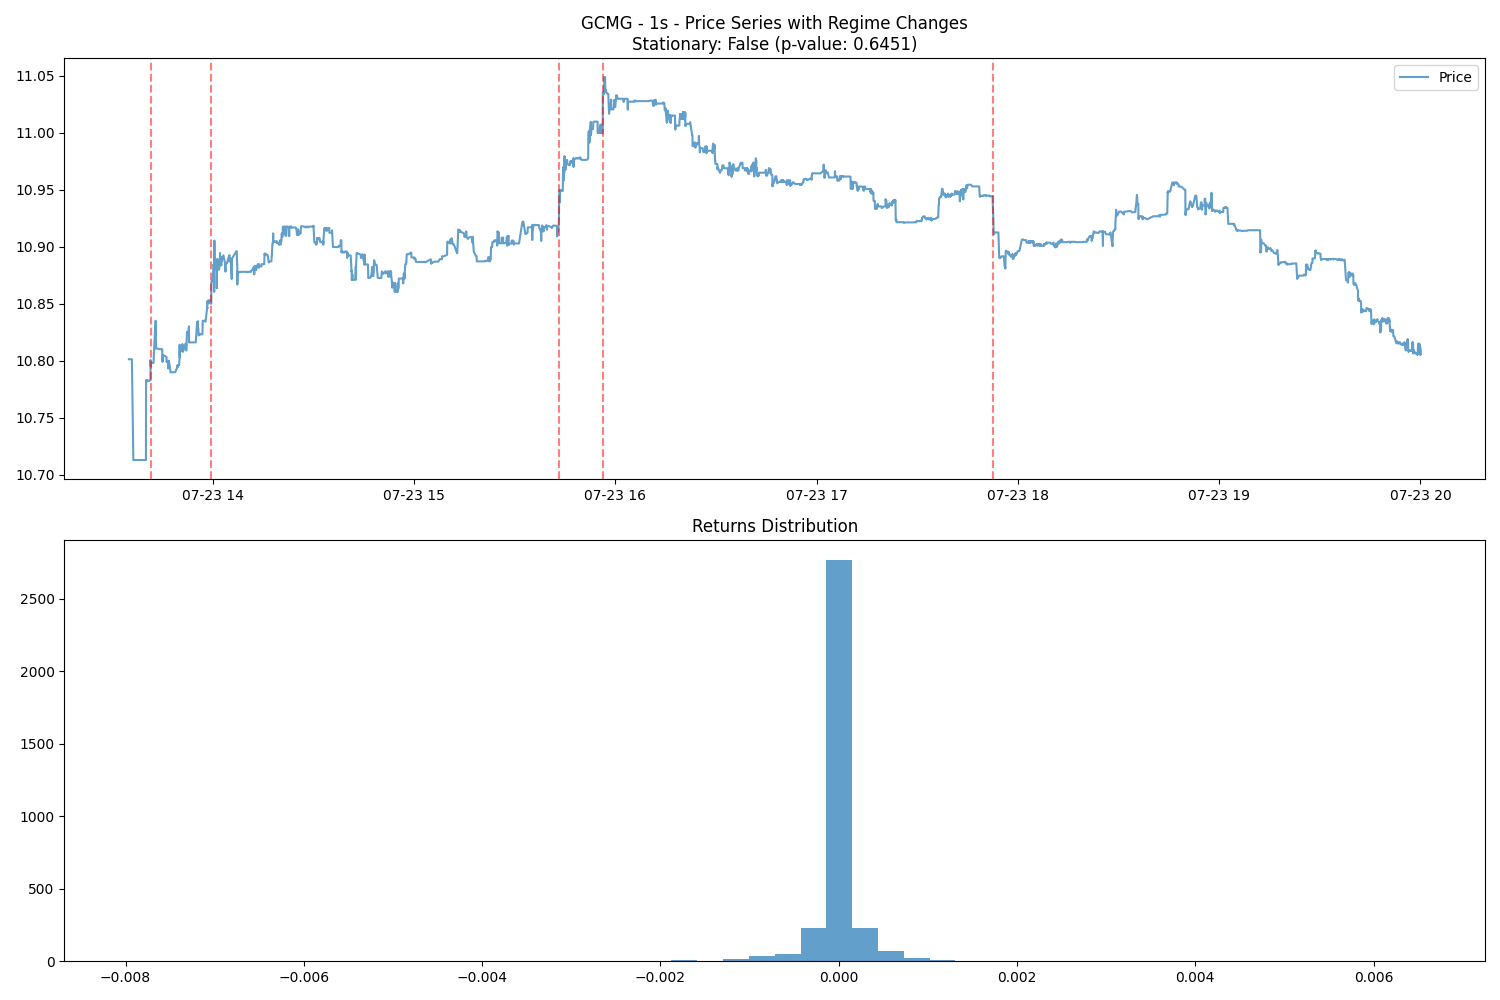 GCMG - 1s - Price Series with Regime Changes
Stationary: False (p-value: 0.6451)
Price
11.05
11.00
10.95
10.90
10.85
10.80
10.75
10.70
07-23 14 07-23 15 07-23 16 07-23 17 07-23 18 07-23 19 07-23 20
Returns Distribution
2500
2000
1500
1000
500
0
−0.008 −0.006 −0.004 −0.002 0.000 0.002 0.004 0.006